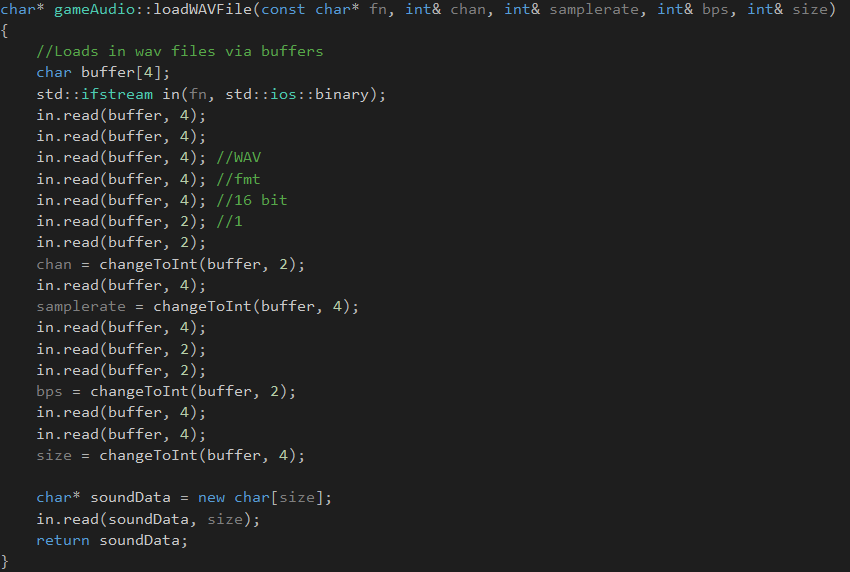 char* gameAudio::loadWAVFile(const char* fn, int& chan, int& samplerate, int& bps, int& size)
{
    //Loads in wav files via buffers
    char buffer[4];
    std::ifstream in(fn, std::ios::binary);
    in.read(buffer, 4);
    in.read(buffer, 4);
    in.read(buffer, 4); //WAV
    in.read(buffer, 4); //fmt
    in.read(buffer, 4); //16 bit
    in.read(buffer, 2); //1
    in.read(buffer, 2);
    chan = changeToInt(buffer, 2);
    in.read(buffer, 4);
    samplerate = changeToInt(buffer, 4);
    in.read(buffer, 4);
    in.read(buffer, 2);
    in.read(buffer, 2);
    bps = changeToInt(buffer, 2);
    in.read(buffer, 4);
    in.read(buffer, 4);
    size = changeToInt(buffer, 4);

    char* soundData = new char[size];
    in.read(soundData, size);
    return soundData;
}